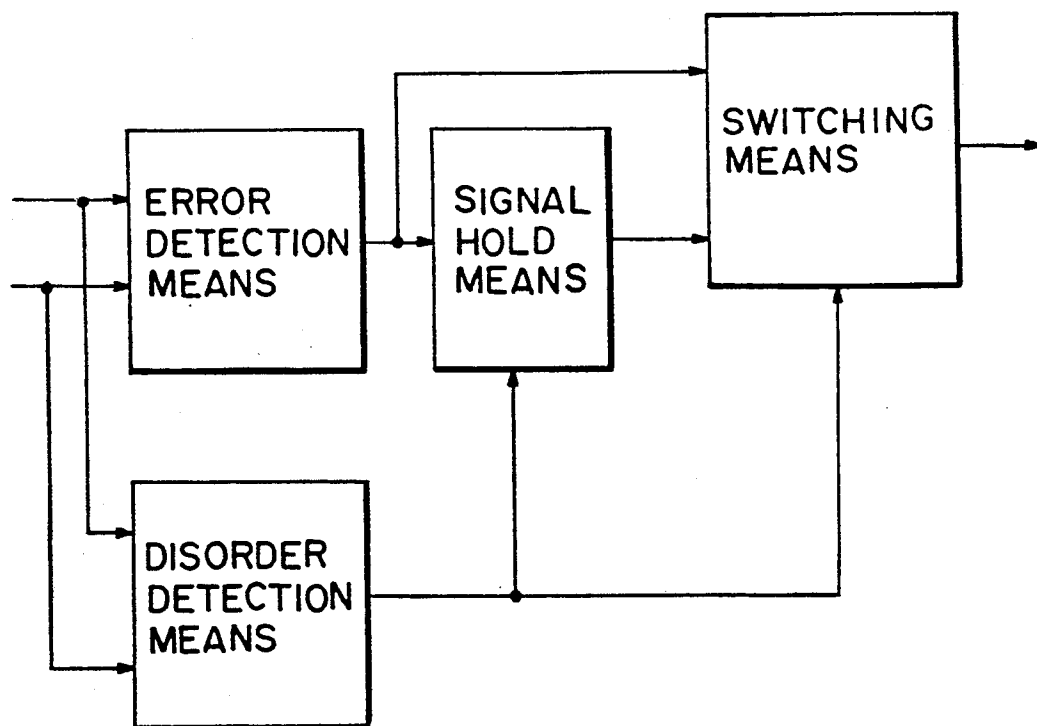 ERROR
DETECTION
MEANS
SIGNAL
HOLD
MEANS
SWITCHING
MEANS
DISORDER
DETECTION
MEANS